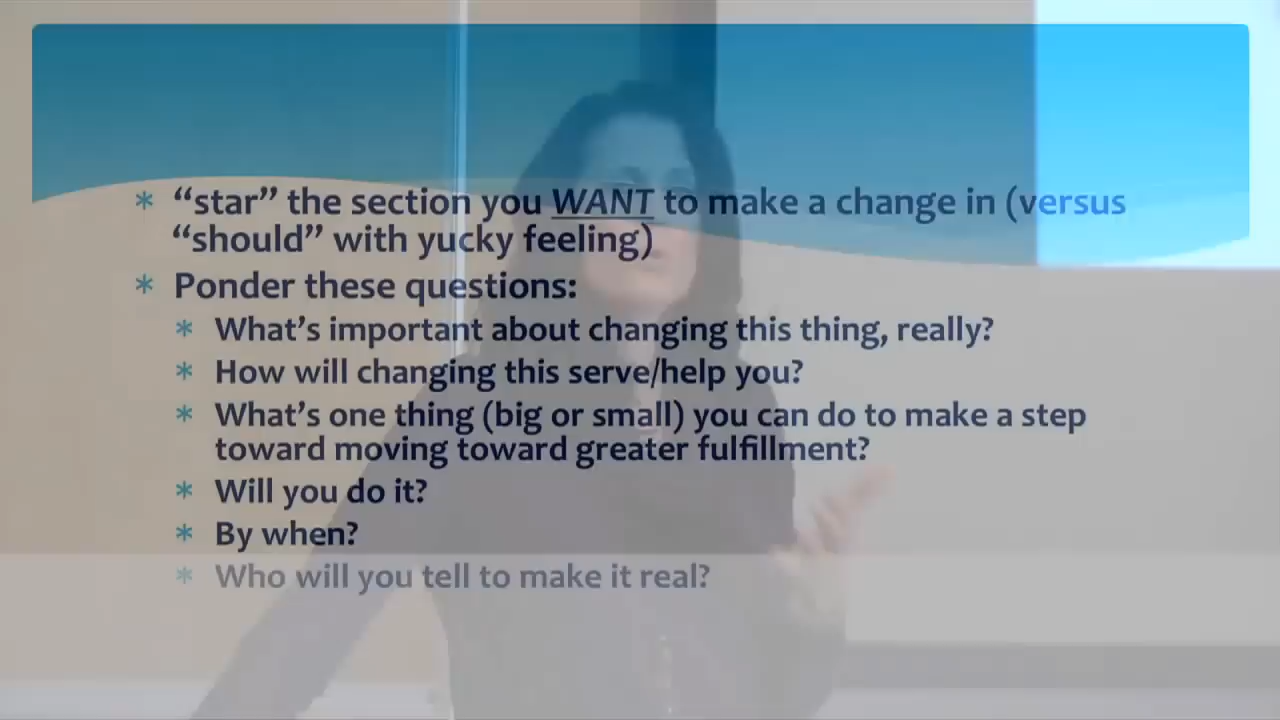 * “star” the section you WANT to make a change in (versus
“should” with yucky feeling)
* Ponder these questions:
* What’s important about changing this thing, really?
* How will changing this serve/help you?
* What’s one thing (big or small) you can do to make a step
toward moving toward greater fulfillment?
* Will you do it?
* By when?
* Who will you tell to make it real?